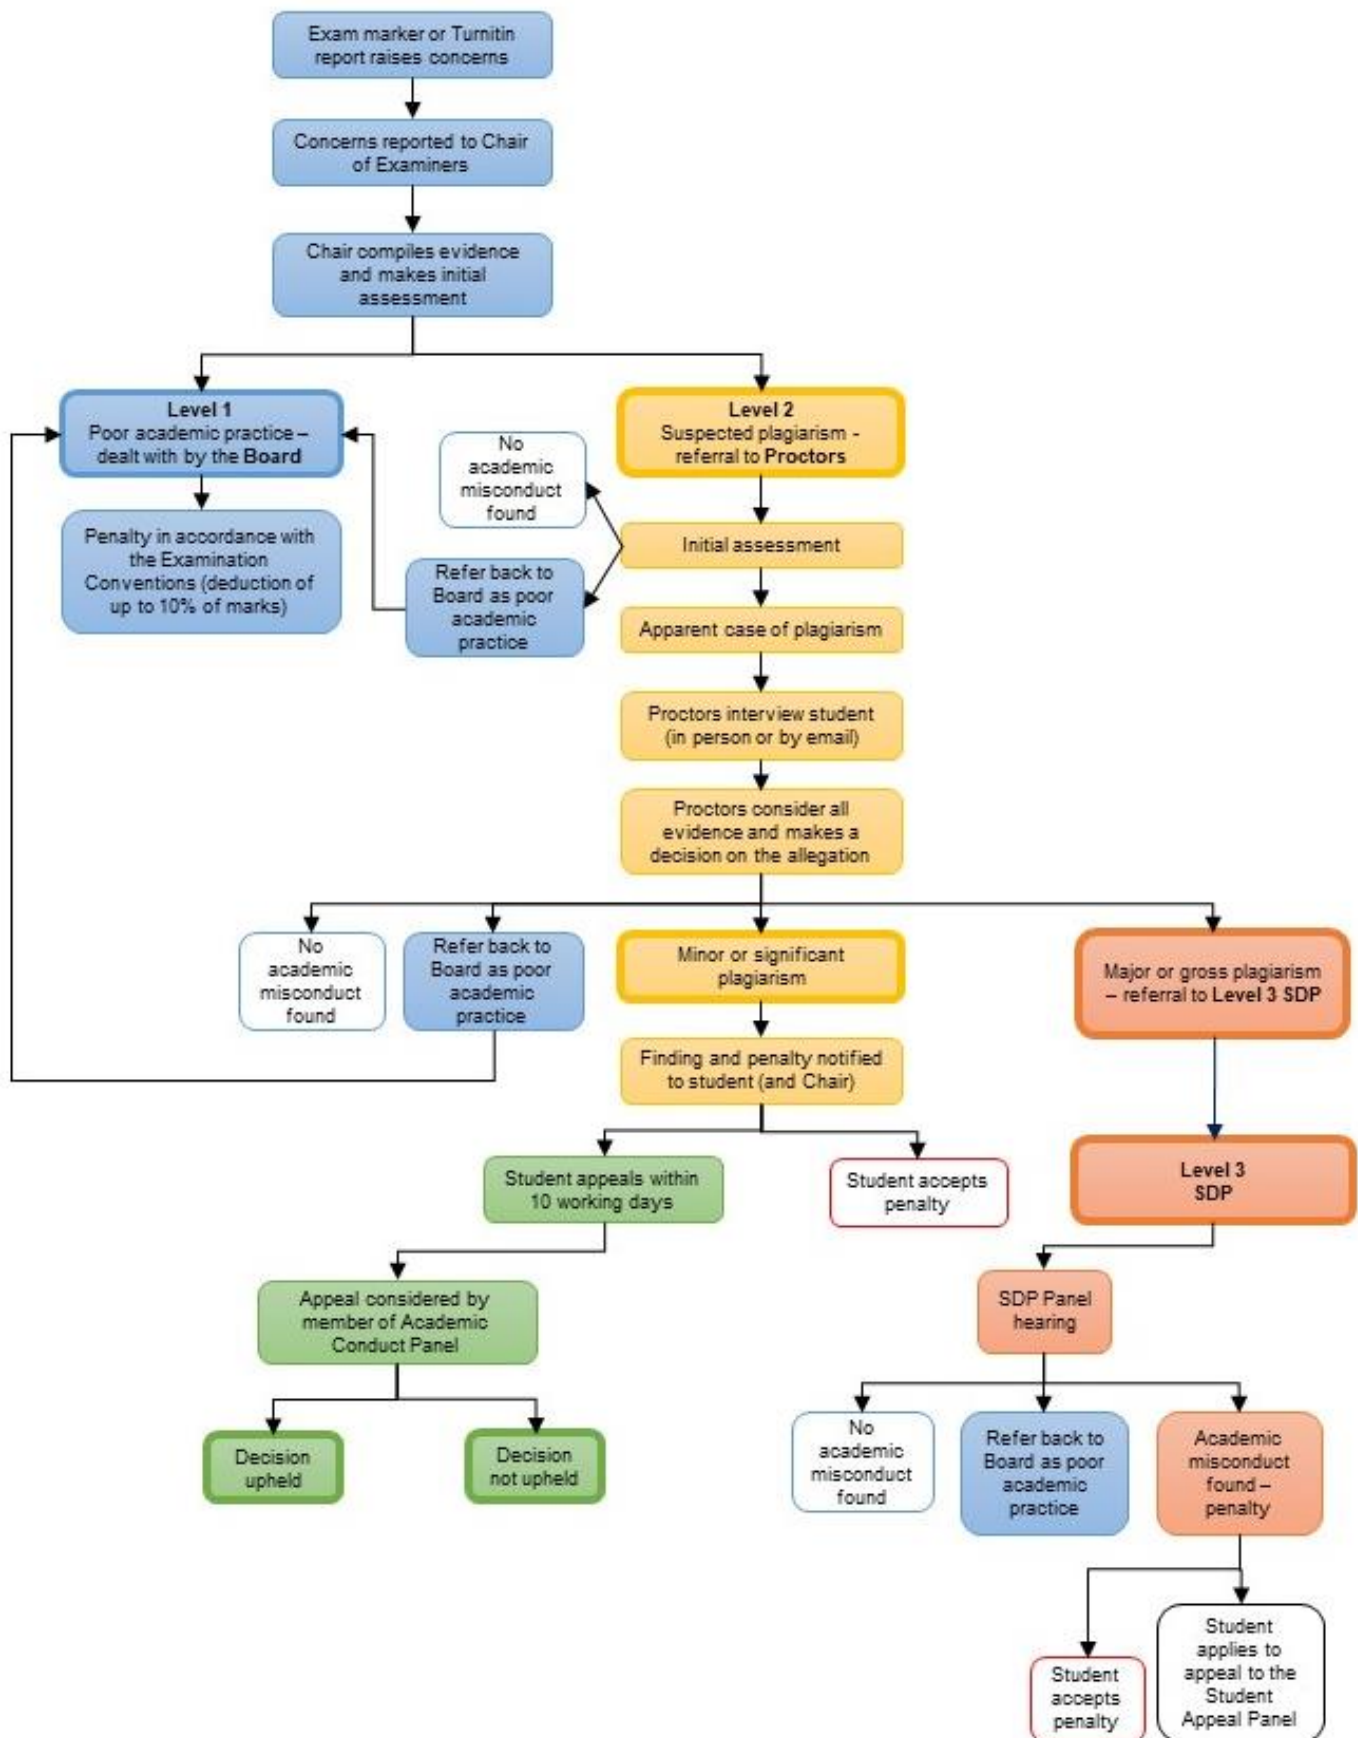 Exam marker or Turnitin
report raises concerns
Concerns reported to Chair
of Examiners
Chair compiles evidence
and makes initial
assessment
Level 1
Poor academic practice –
dealt with by the Board
Level 2
Suspected plagiarism -
referral to Proctors
No
academic
misconduct
found
Penalty in accordance with
the Examination
Conventions (deduction of
up to 10% of marks)
Initial assessment
Refer back to
Board as poor
academic
practice
Apparent case of plagiarism
Proctors interview student
(in person or by email)
Proctors consider all
evidence and makes a
decision on the allegation
No
academic
misconduct
found
Refer back to
Board as poor
academic
practice
Minor or significant
plagiarism
Major or gross plagiarism
– referral to Level 3 SDP
Finding and penalty notified
to student (and Chair)
Student appeals within
10 working days
Student accepts
penalty
Level 3
SDP
Appeal considered by
member of Academic
Conduct Panel
SDP Panel
hearing
Decision
upheld
Decision
not upheld
No
academic
misconduct
found
Refer back to
Board as poor
academic
practice
Academic
misconduct
found –
penalty
Student
accepts
penalty
Student
applies to
appeal to the
Student
Appeal Panel